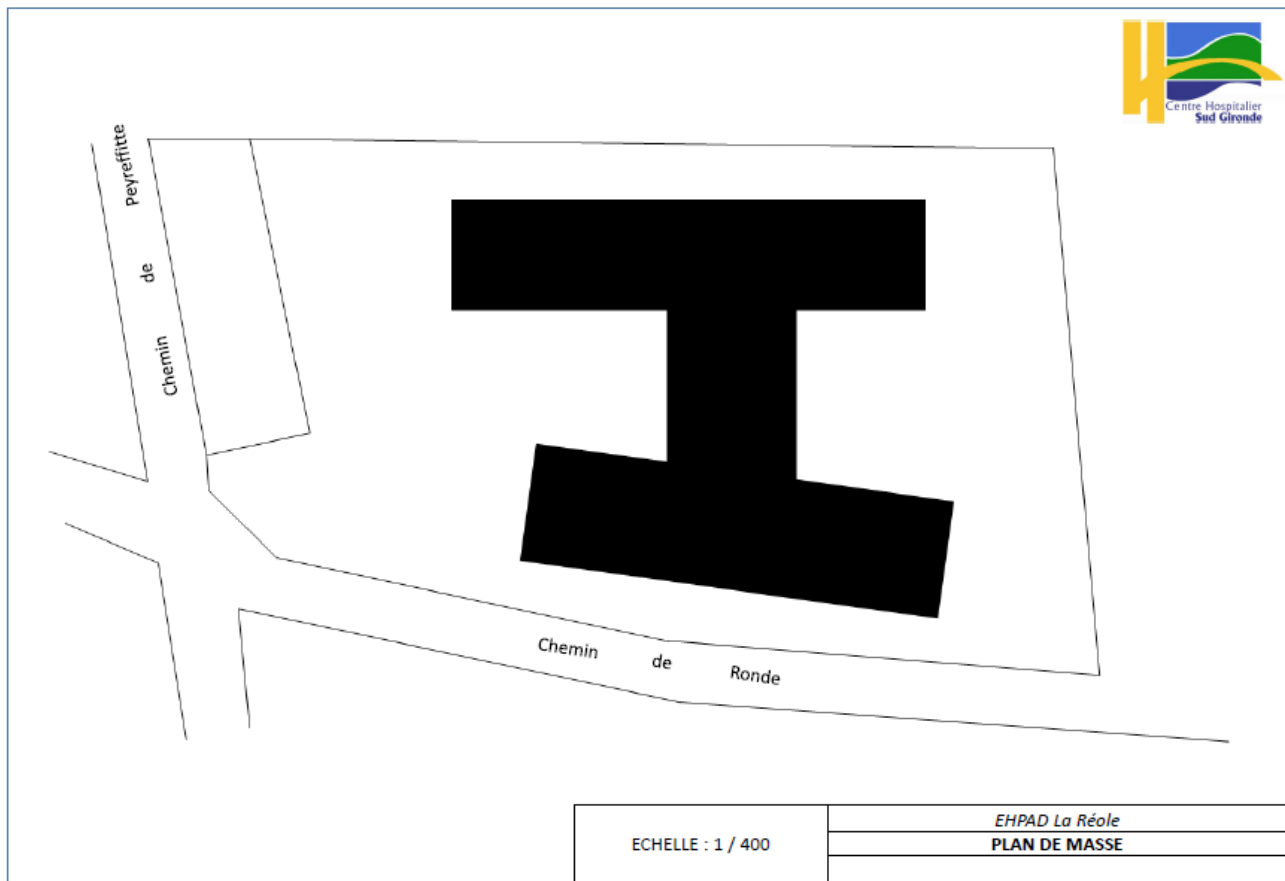 Centre Hospitalier
Sud Gironde
Chemin de Peyreffitte
Chemin de Ronde
ECHELLE : 1 / 400
EHPAD La Réole
PLAN DE MASSE